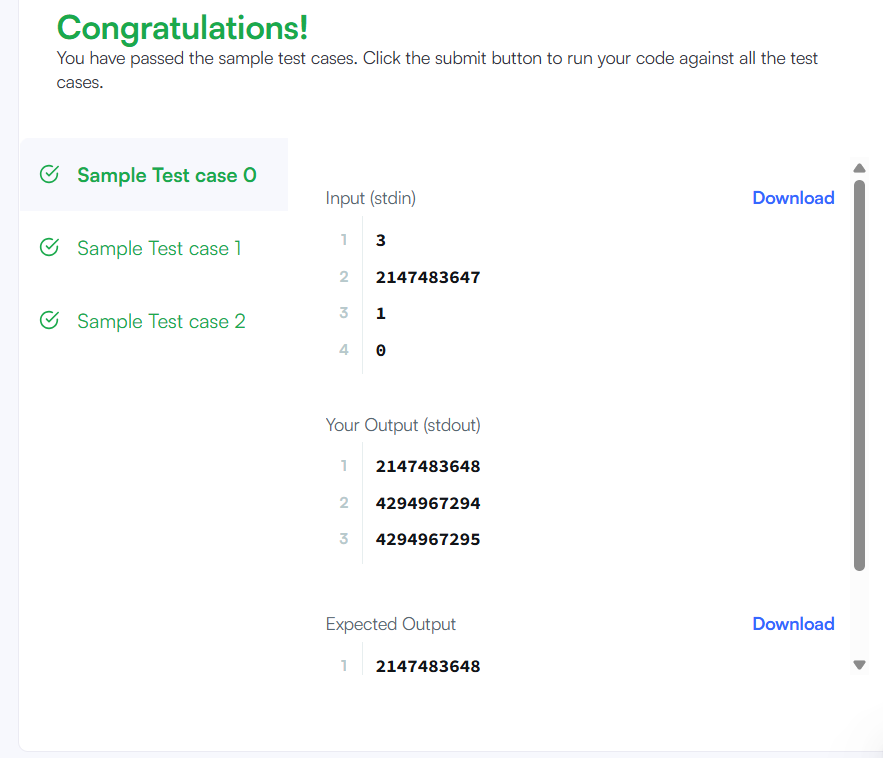 Congratulations!
You have passed the sample test cases. Click the submit button to run your code against all the test
cases.
Sample Test case 0
Sample Test case 1
Sample Test case 2
Input (stdin)
Download
1 3
2 2147483647
3 1
4 0
Your Output (stdout)
1 2147483648
2 4294967294
3 4294967295
Expected Output
Download
1 2147483648